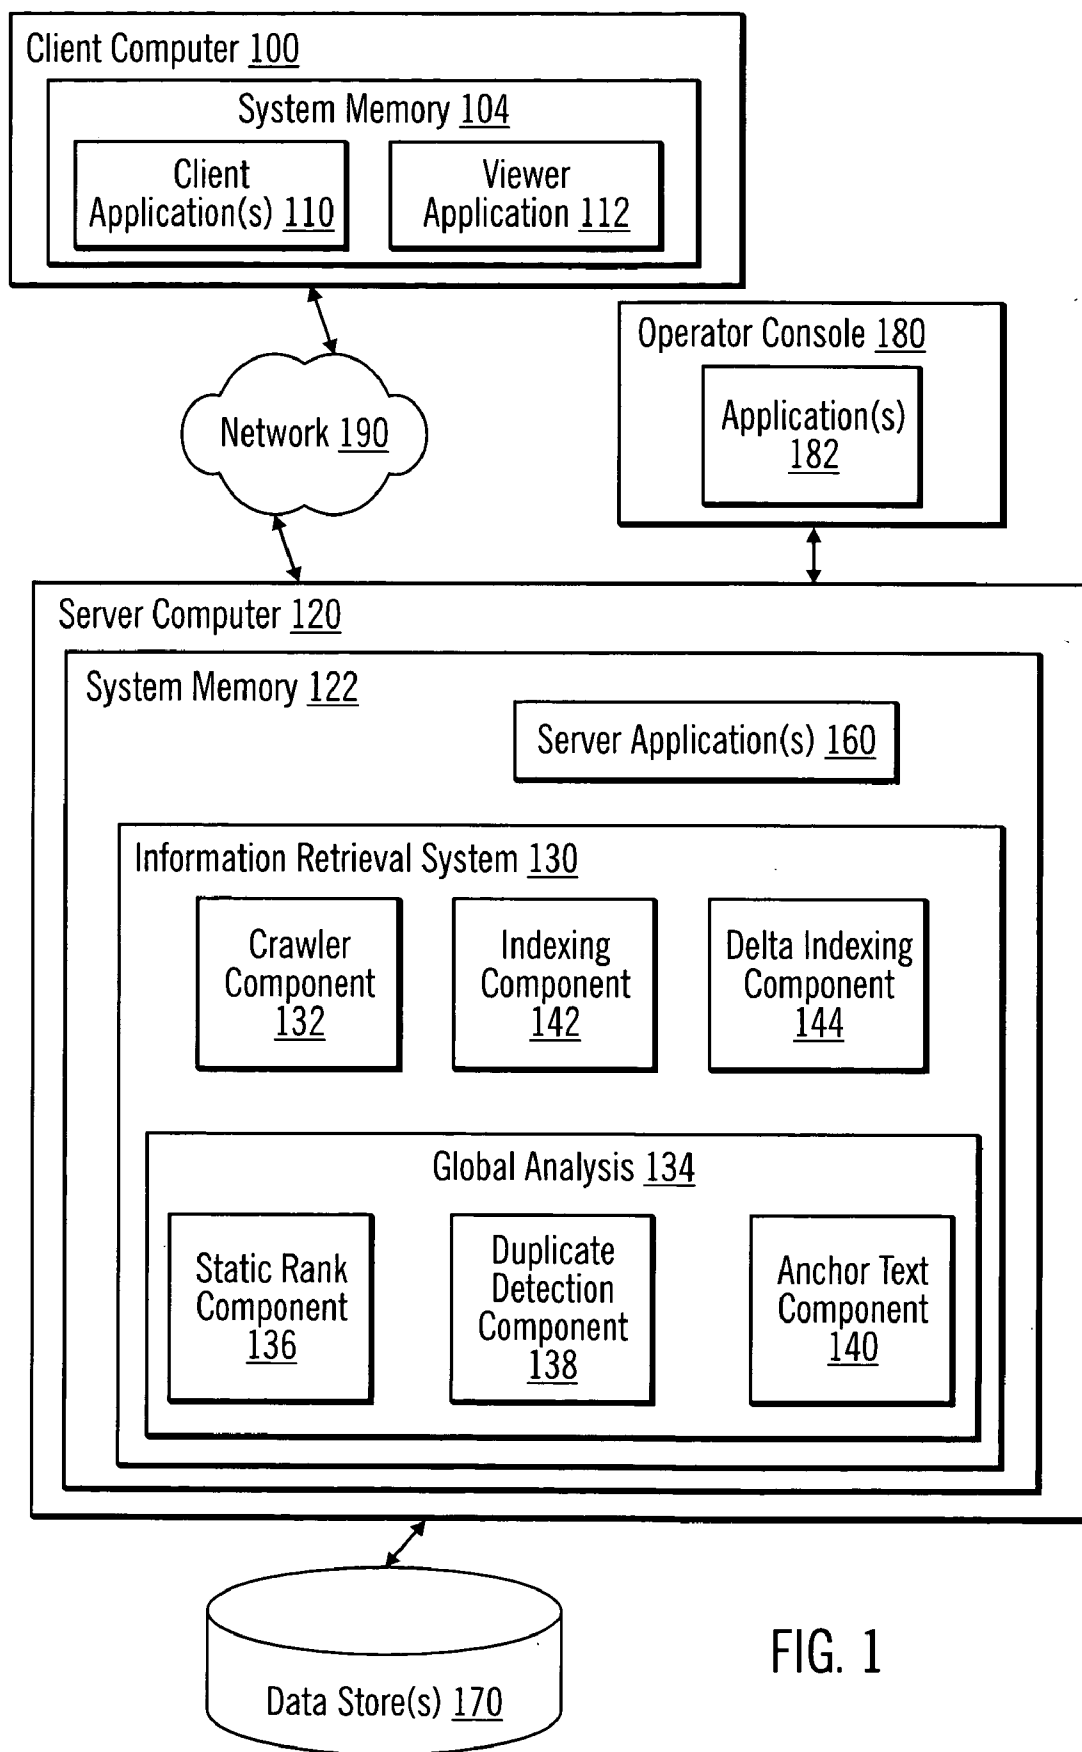 Client Computer 100
System Memory 104
Client
Application(s) 110
Viewer
Application 112
Operator Console 180
Application(s)
182
Network 190
Server Computer 120
System Memory 122
Server Application(s) 160
Information Retrieval System 130
Crawler
Component
132
Indexing
Component
142
Delta Indexing
Component
144
Global Analysis 134
Static Rank
Component
136
Duplicate
Detection
Component
138
Anchor Text
Component
140
Data Store(s) 170
FIG. 1